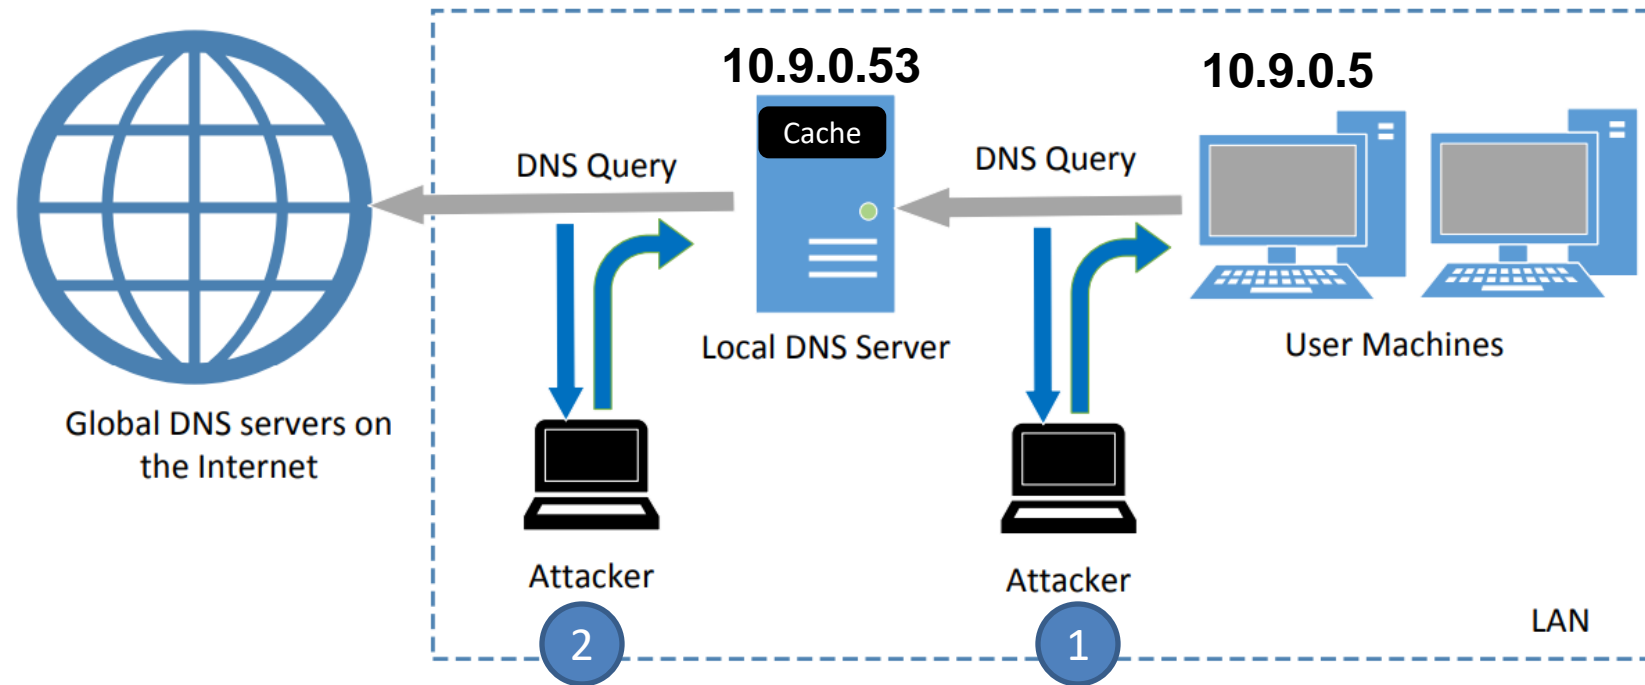 10.9.0.53
10.9.0.5
Cache
DNS Query
DNS Query
Local DNS Server
User Machines
Global DNS servers on
the Internet
Attacker
Attacker
2
1
LAN